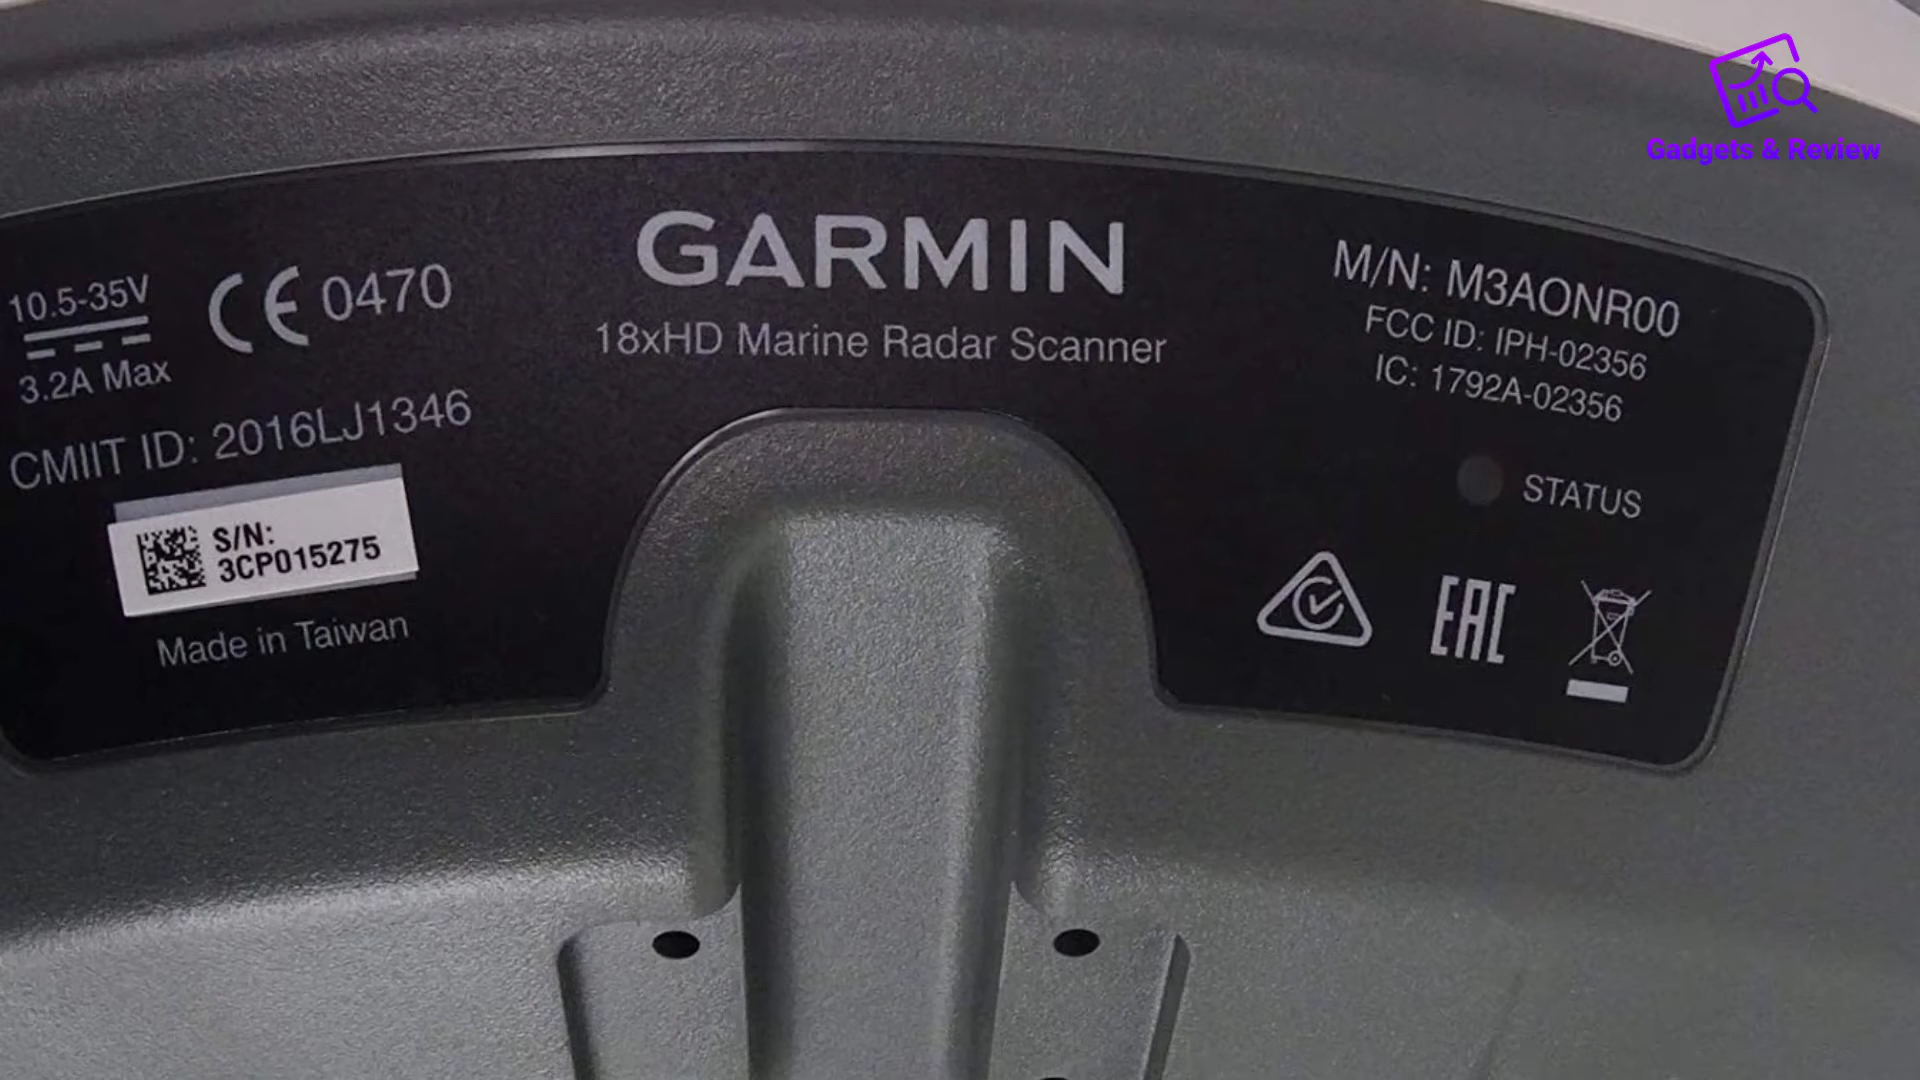 Gadgets & Review
GARMIN
18xHD Marine Radar Scanner
10.5-35V
3.2A Max
CE 0470
CMIIT ID: 2016LJ1346
S/N:
3CP015275
Made in Taiwan
M/N: M3AONR00
FCC ID: IPH-02356
IC: 1792A-02356
STATUS
EAC